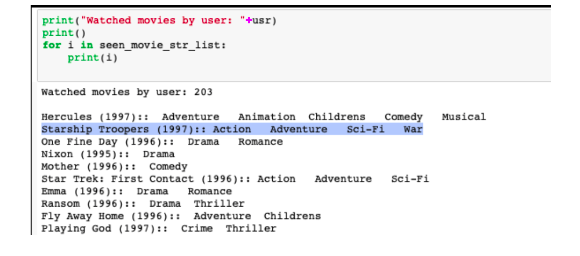 print("Watched movies by user: "+usr)
print()
for i in seen_movie_str_list:
    print(i)
Watched movies by user: 203
Hercules (1997):: Adventure Animation Childrens Comedy Musical
Starship Troopers (1997):: Action Adventure Sci-Fi War
One Fine Day (1996):: Drama Romance
Nixon (1995):: Drama
Mother (1996):: Comedy
Star Trek: First Contact (1996):: Action Adventure Sci-Fi
Emma (1996):: Drama Romance
Ransom (1996):: Drama Thriller
Fly Away Home (1996):: Adventure Childrens
Playing God (1997):: Crime Thriller